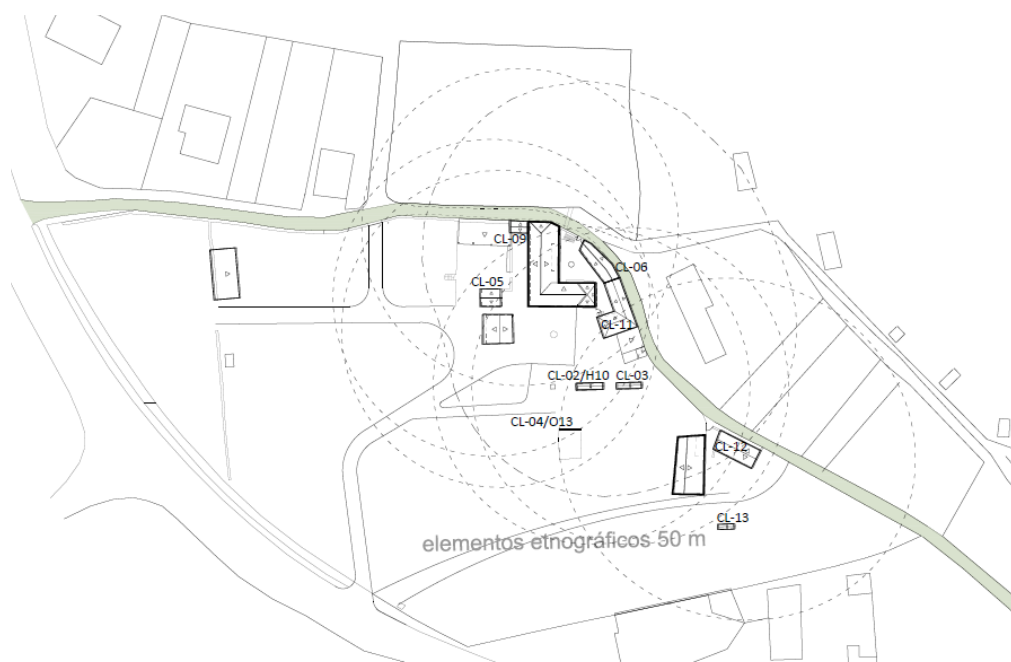 CL-09
CL-06
CL-05
CL-11
CL-02/H10
CL-03
CL-04/O13
CL-12
CL-13
elementos etnográficos 50 m